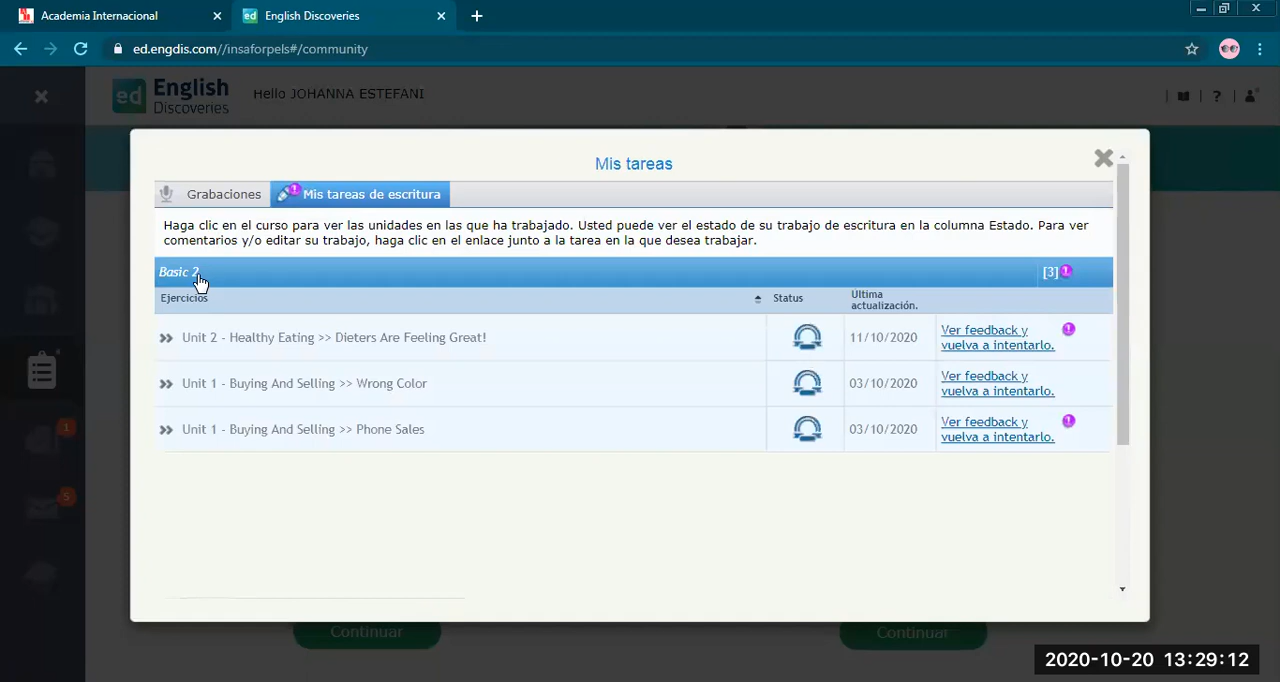 Academia Internacional
ed English Discoveries
ed.engdis.com//insaforpels#/community
ed English Discoveries
Hello JOHANNA ESTEFANI
| | ? |
Mis tareas
Grabaciones
Mis tareas de escritura
Haga clic en el curso para ver las unidades en las que ha trabajado. Usted puede ver el estado de su trabajo de escritura en la columna Estado. Para ver
comentarios y/o editar su trabajo, haga clic en el enlace junto a la tarea en la que desea trabajar.
Basic 2 [3]
Ejercicios Status Última actualización.
Unit 2 - Healthy Eating >> Dieters Are Feeling Great! 11/10/2020 Ver feedback y vuelva a intentarlo.
Unit 1 - Buying And Selling >> Wrong Color 03/10/2020 Ver feedback y vuelva a intentarlo.
Unit 1 - Buying And Selling >> Phone Sales 03/10/2020 Ver feedback y vuelva a intentarlo.
1
5
Continuar Continuar
2020-10-20 13:29:12